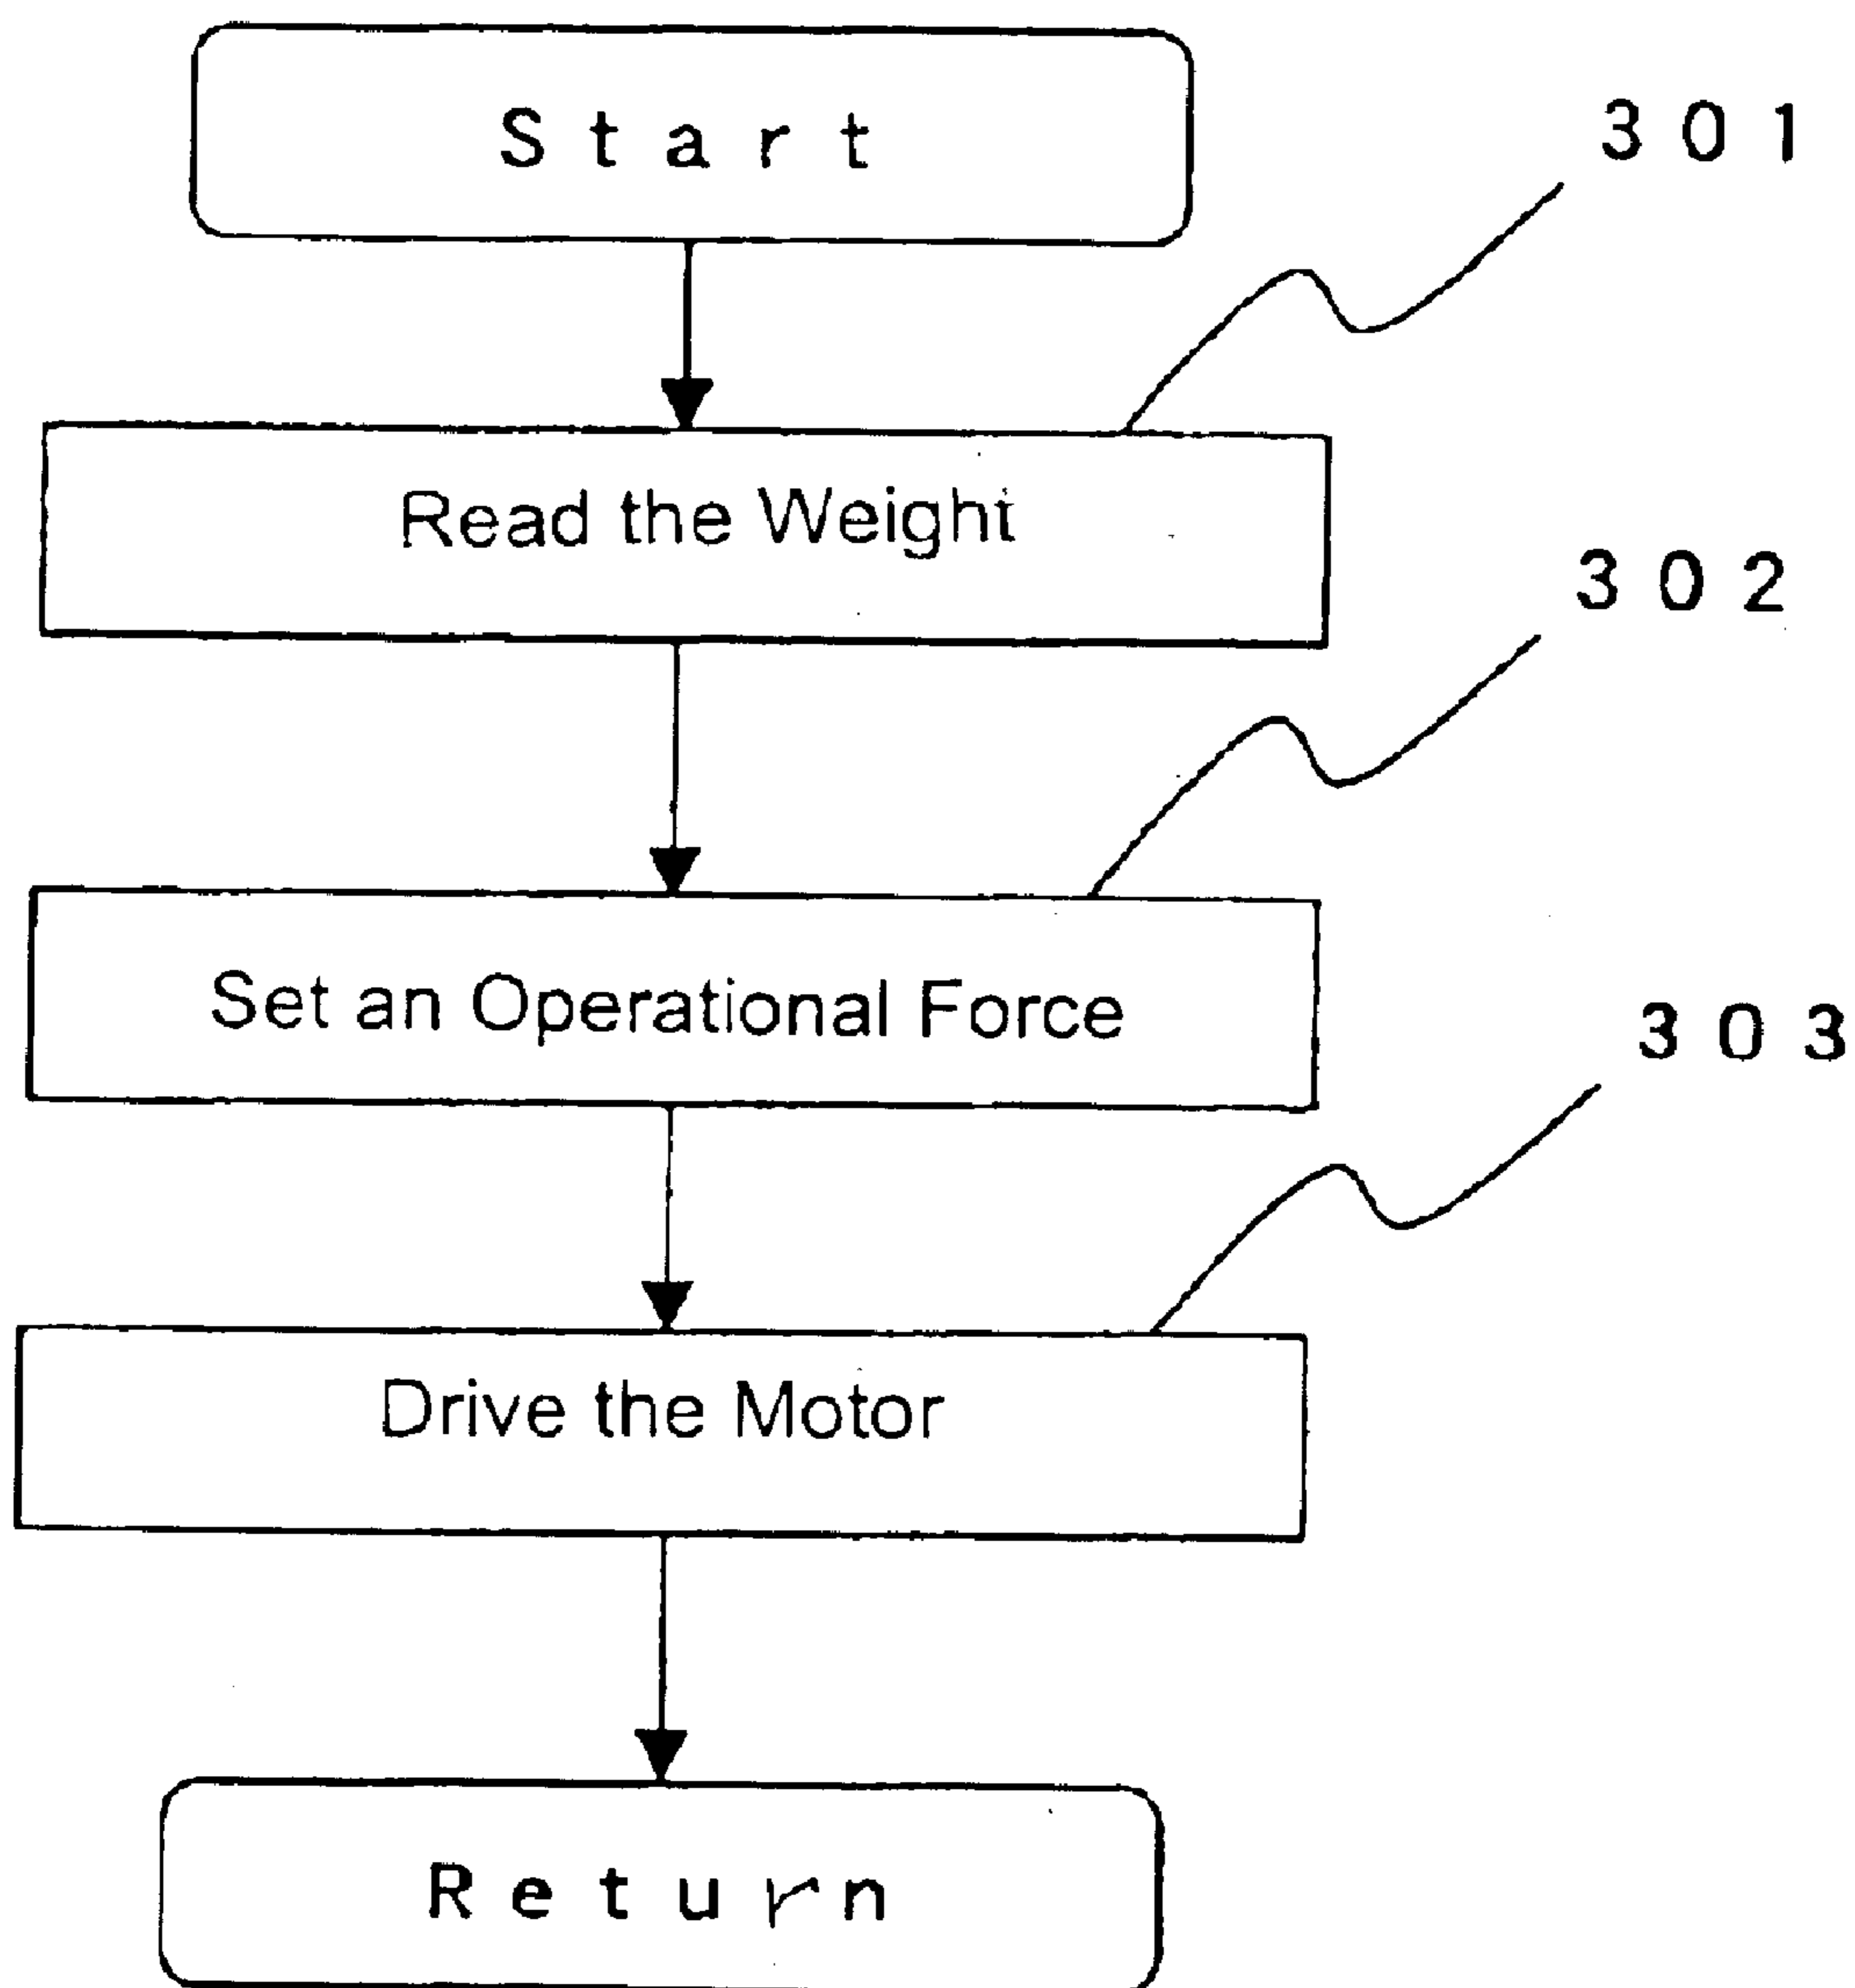 Start
301
Read the Weight
302
Set an Operational Force
303
Drive the Motor
Return